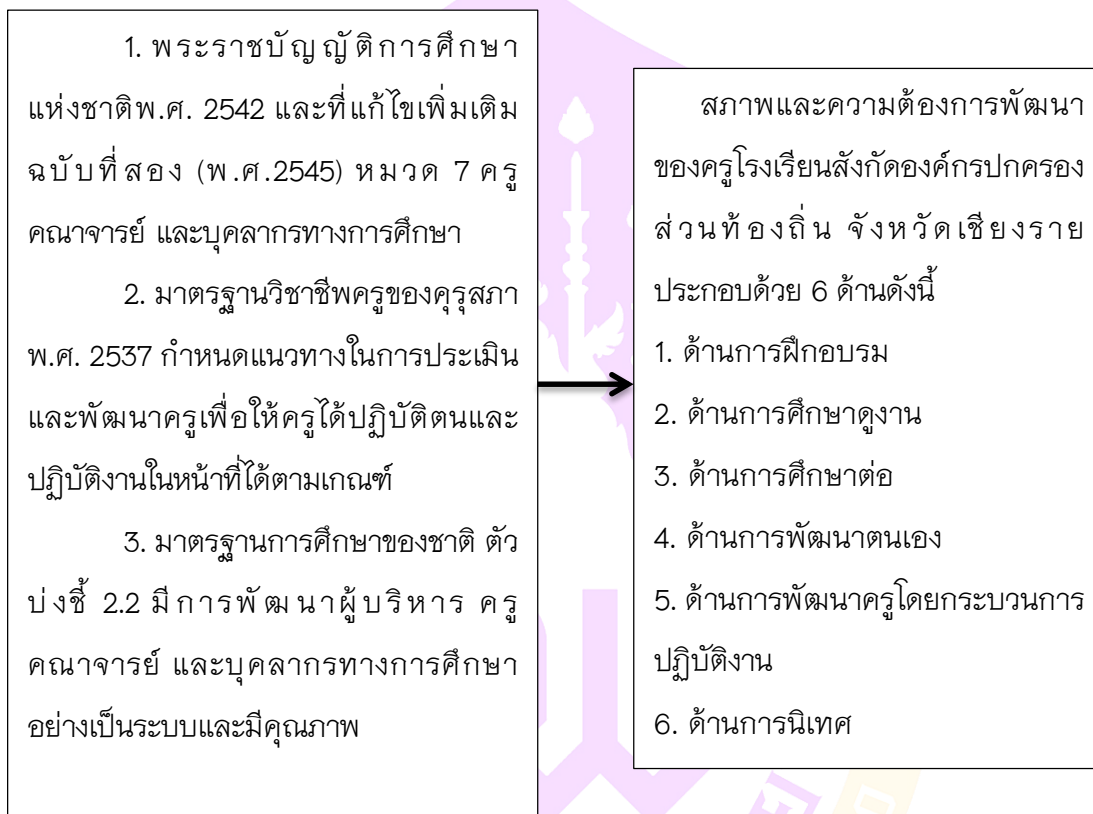 1. พระราชบัญญัติการศึกษา
แห่งชาติพ.ศ. 2542 และที่แก้ไขเพิ่มเติม
ฉบับที่สอง (พ.ศ.2545) หมวด 7 ครู
คณาจารย์ และบุคลากรทางการศึกษา
2. มาตรฐานวิชาชีพครูของคุรุสภา
พ.ศ. 2537 กำหนดแนวทางในการประเมิน
และพัฒนาครูเพื่อให้ครูได้ปฏิบัติตนและ
ปฏิบัติงานในหน้าที่ได้ตามเกณฑ์
3. มาตรฐานการศึกษาของชาติ ตัว
บ่งชี้ 2.2 มีการพัฒนาผู้บริหาร ครู
คณาจารย์ และบุคลากรทางการศึกษา
อย่างเป็นระบบและมีคุณภาพ
สภาพและความต้องการพัฒนา
ของครูโรงเรียนสังกัดองค์กรปกครอง
ส่วนท้องถิ่น จังหวัดเชียงราย
ประกอบด้วย 6 ด้านดังนี้
1. ด้านการฝึกอบรม
2. ด้านการศึกษาดูงาน
3. ด้านการศึกษาต่อ
4. ด้านการพัฒนาตนเอง
5. ด้านการพัฒนาครูโดยกระบวนการ
ปฏิบัติงาน
6. ด้านการนิเทศ